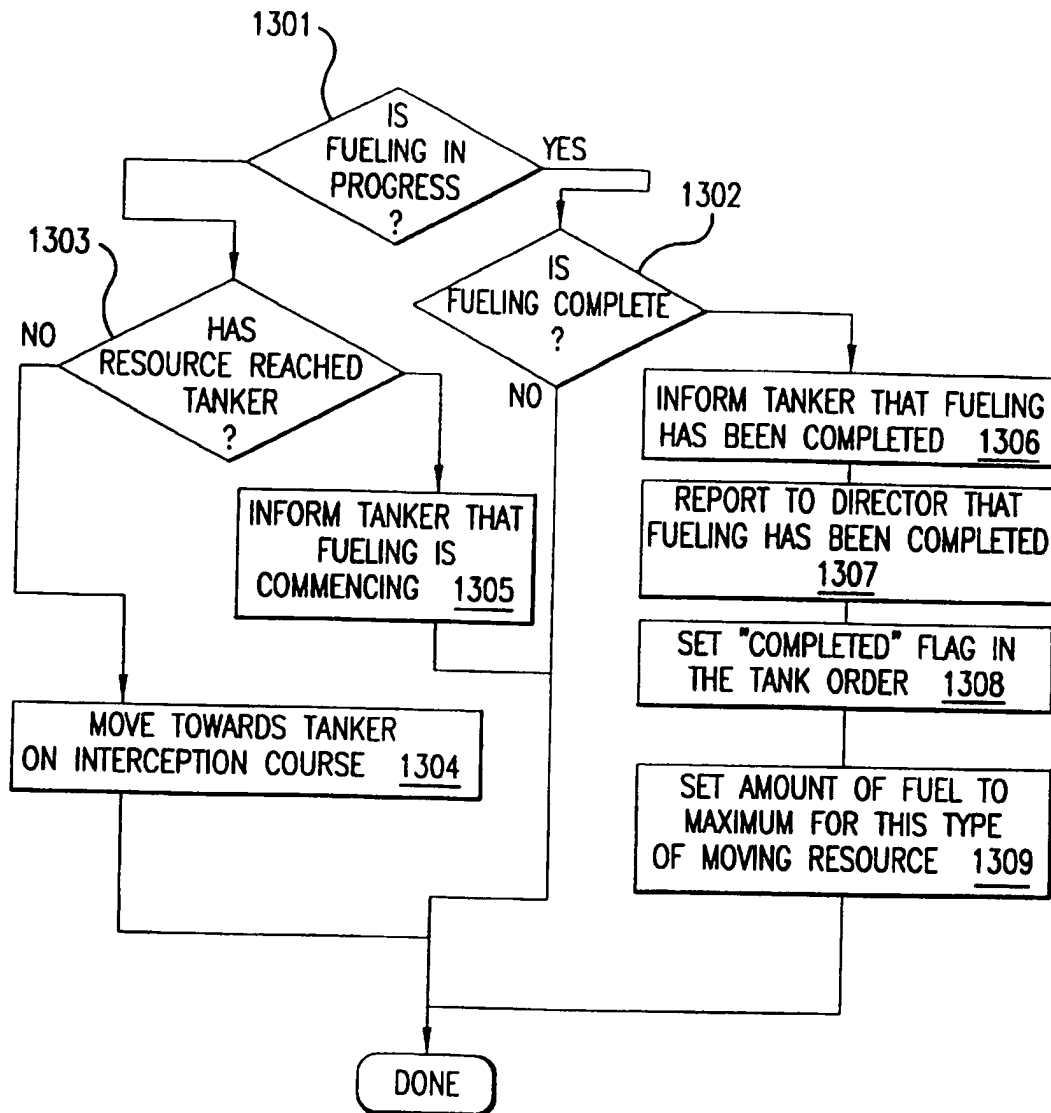 1301
IS
FUELING IN
PROGRESS
?
YES
1302
1303
IS
FUELING COMPLETE
?
NO
HAS
RESOURCE REACHED
TANKER
?
NO
INFORM TANKER THAT FUELING
HAS BEEN COMPLETED 1306
REPORT TO DIRECTOR THAT
FUELING HAS BEEN COMPLETED
1307
INFORM TANKER THAT
FUELING IS
COMMENCING 1305
SET "COMPLETED" FLAG IN
THE TANK ORDER 1308
MOVE TOWARDS TANKER
ON INTERCEPTION COURSE 1304
SET AMOUNT OF FUEL TO
MAXIMUM FOR THIS TYPE
OF MOVING RESOURCE 1309
DONE